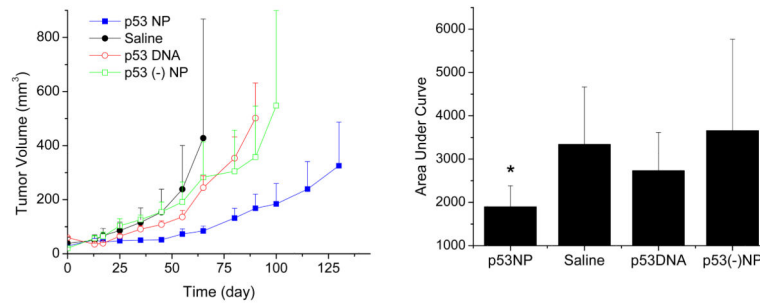 p53 NP
Saline
p53 DNA
p53 (-) NP
800
600
400
200
0
Tumor Volume (mm³)
0 25 50 75 100 125
Time (day)
6000
5000
4000
3000
2000
1000
Area Under Curve
*
p53NP Saline p53DNA p53(-)NP